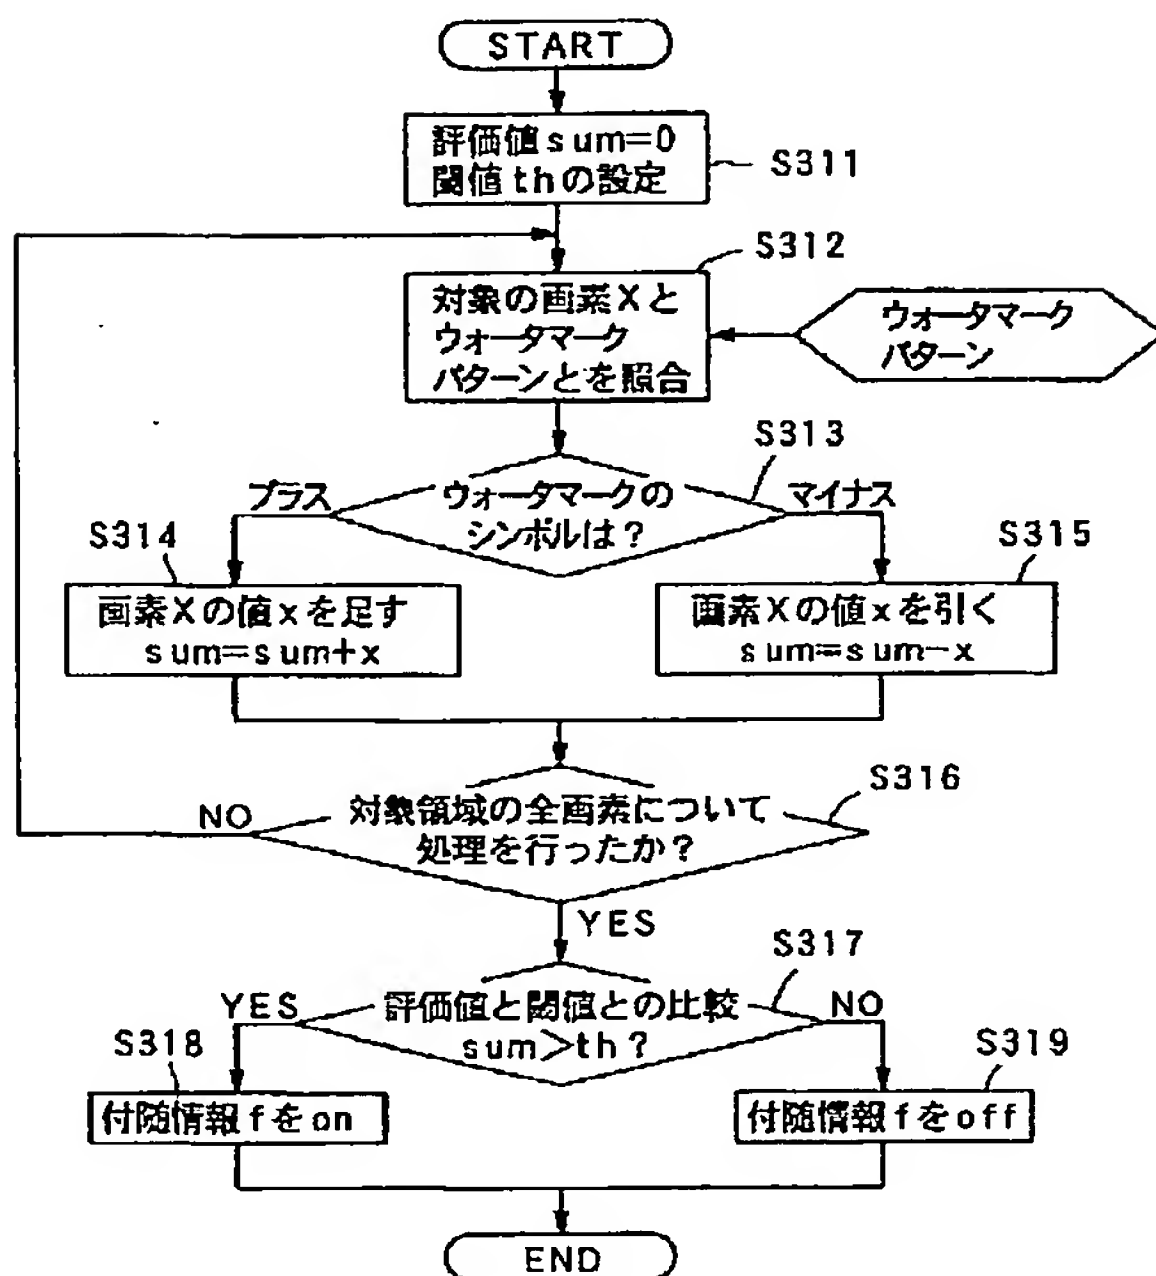 START
評価値sum=0
閾値thの設定
S311
S312
対象の画素Xと
ウォータマーク
パターンとを照合
ウォータマーク
パターン
S313
プラス
ウォータマークの
シンボルは?
マイナス
S314
S315
画素Xの値xを足す
sum=sum+x
画素Xの値xを引く
sum=sum-x
S316
NO
対象領域の全画素について
処理を行ったか?
YES
S317
YES
評価値と閾値との比較
sum>th?
NO
S318
S319
付随情報fをon
付随情報fをoff
END